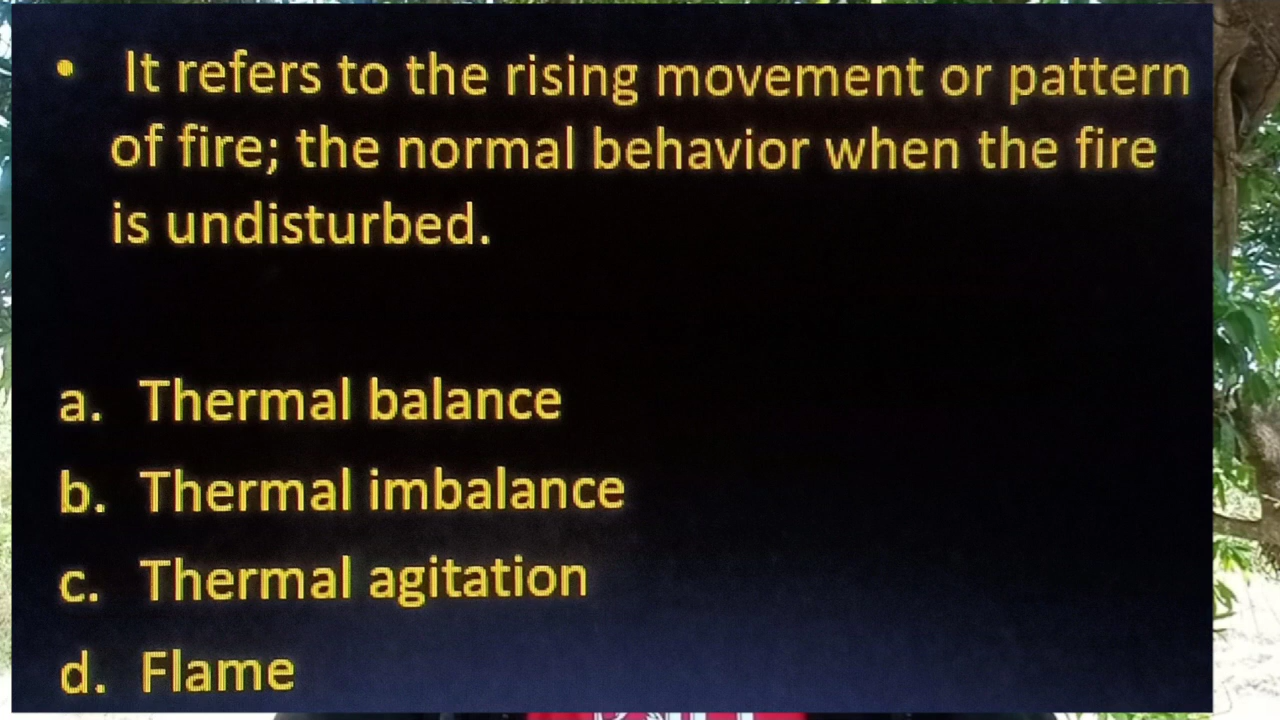 • It refers to the rising movement or pattern
of fire; the normal behavior when the fire
is undisturbed.
a. Thermal balance
b. Thermal imbalance
c. Thermal agitation
d. Flame